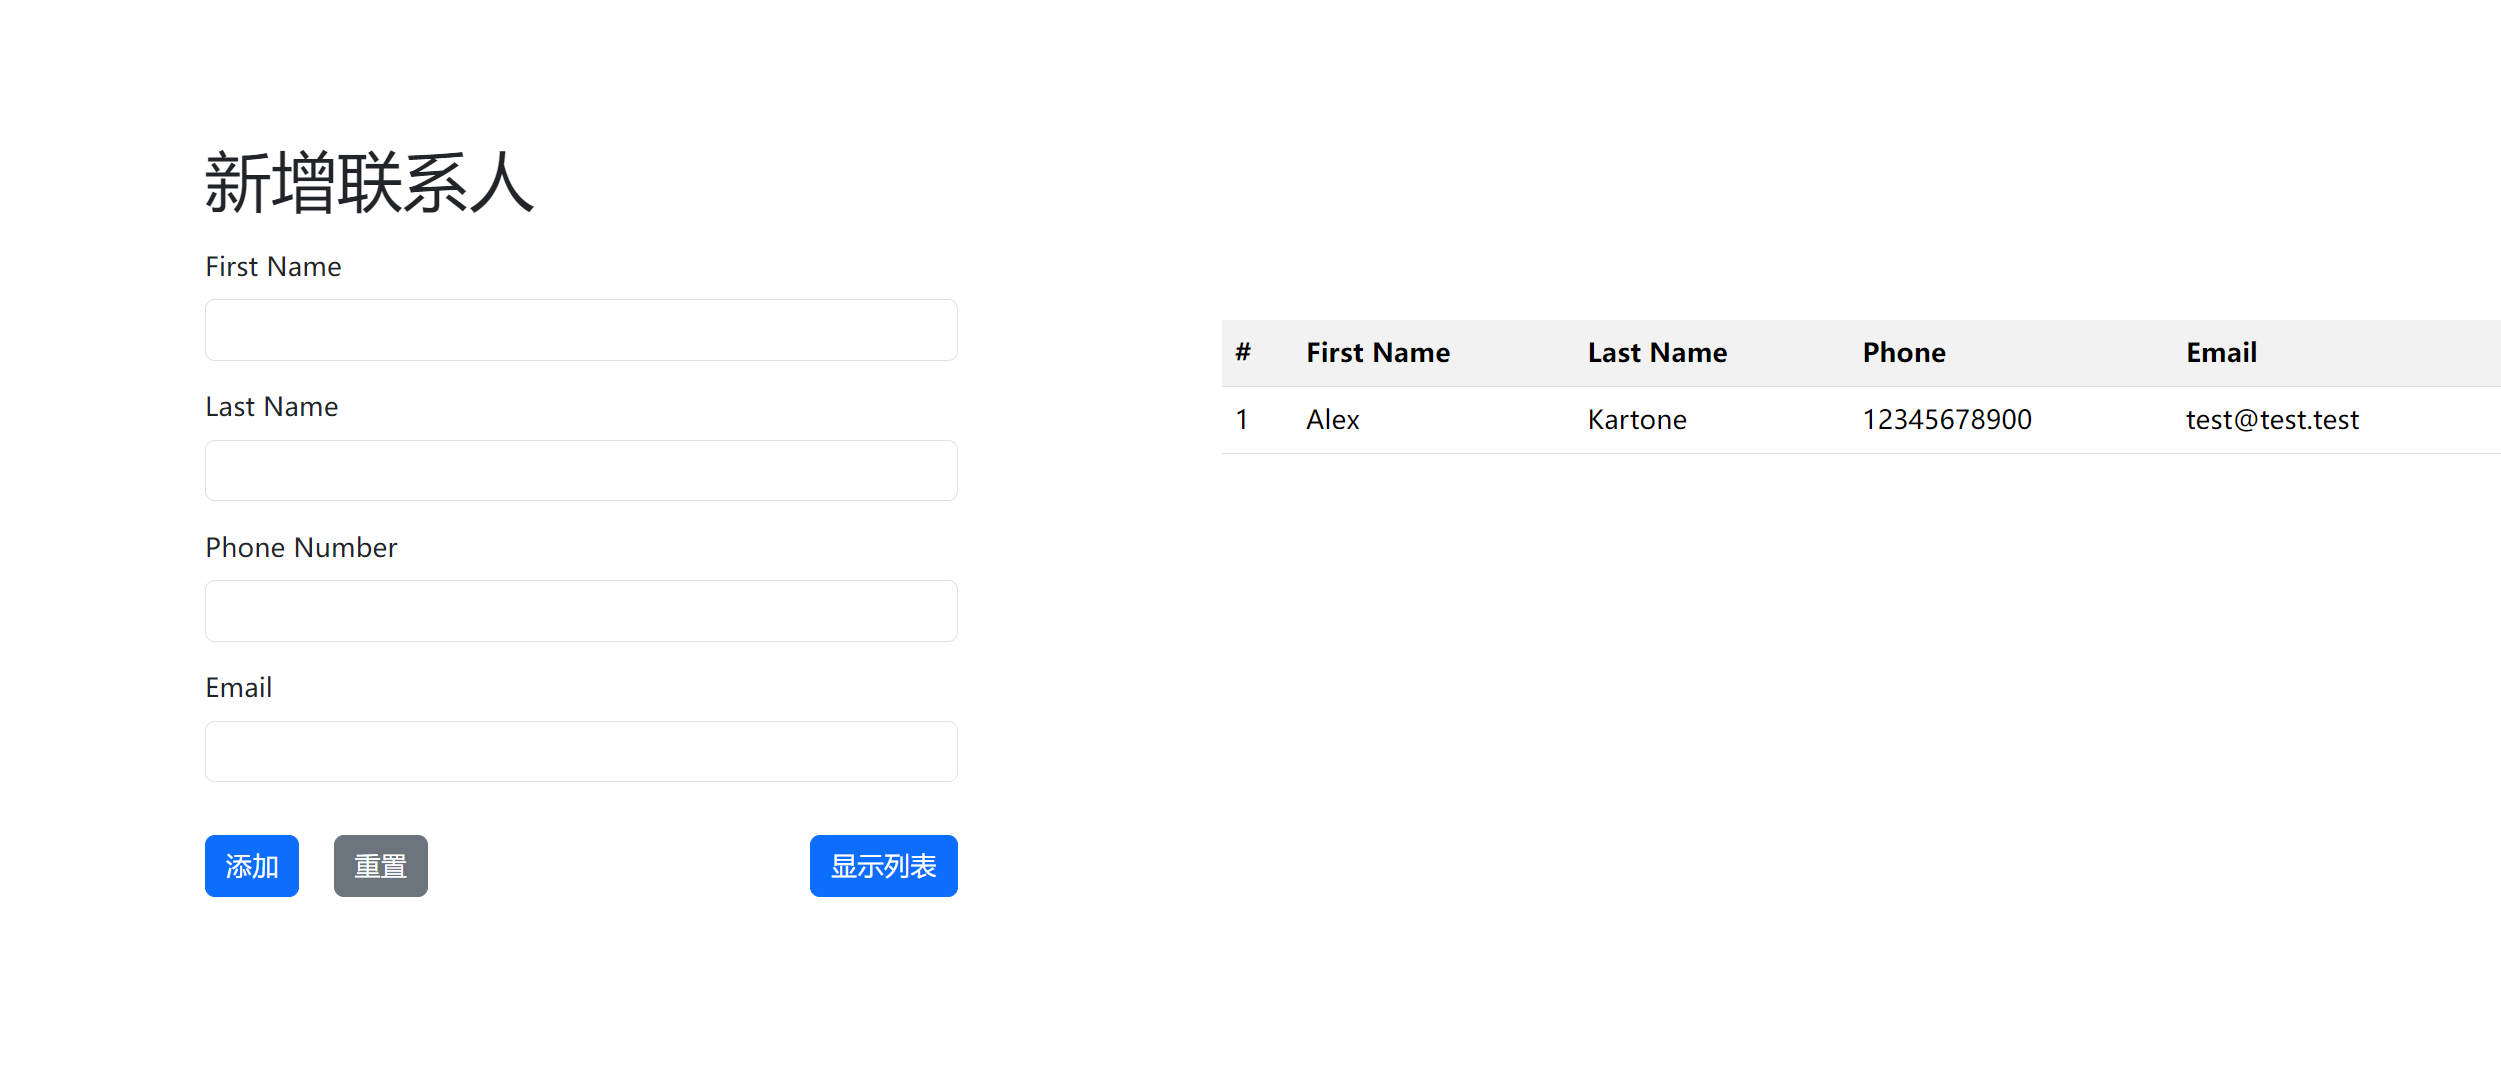 新增联系人
First Name
Last Name
Phone Number
Email
添加 重置 显示列表
# First Name Last Name Phone Email
1 Alex Kartone 12345678900 test@test.test